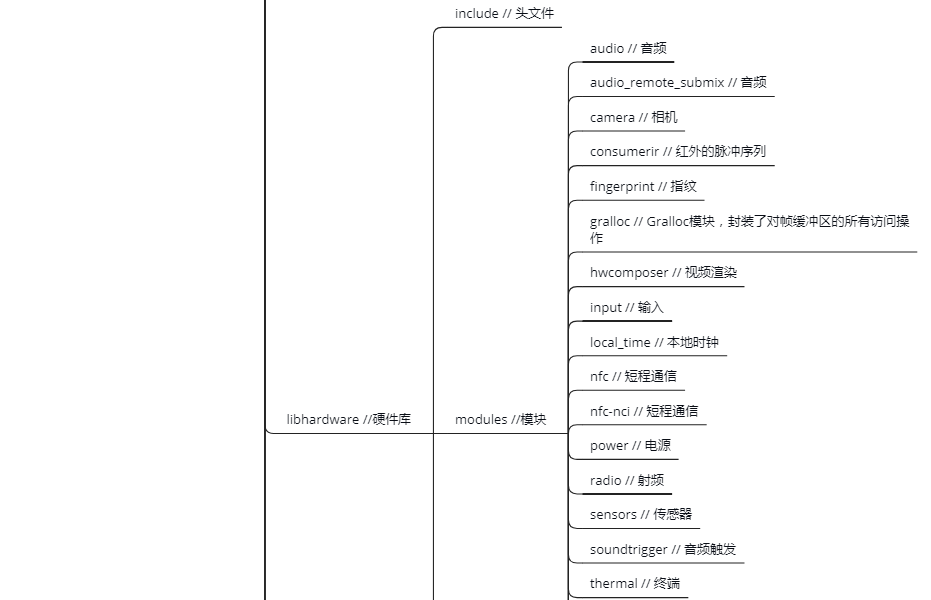 include // 头文件
audio // 音频
audio_remote_submix // 音频
camera // 相机
consumerir // 红外的脉冲序列
fingerprint // 指纹
gralloc // Gralloc模块，封装了对帧缓冲区的所有访问操
作
hwcomposer // 视频渲染
input // 输入
local_time // 本地时钟
nfc // 短程通信
nfc-nci // 短程通信
libhardware //硬件库
modules //模块
power // 电源
radio // 射频
sensors // 传感器
soundtrigger // 音频触发
thermal // 终端